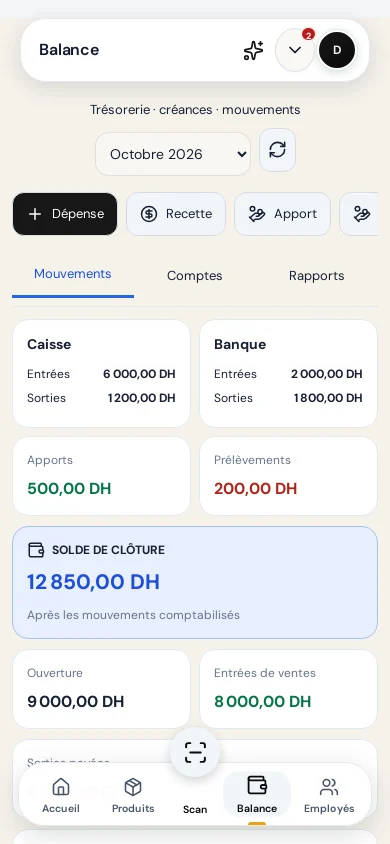 Balance
2
D
Trésorerie · créances · mouvements
Octobre 2026
Dépense
Recette
Apport
Mouvements
Comptes
Rapports
Caisse
Entrées 6 000,00 DH
Sorties 1 200,00 DH
Banque
Entrées 2 000,00 DH
Sorties 1 800,00 DH
Apports
500,00 DH
Prélèvements
200,00 DH
SOLDE DE CLÔTURE
12 850,00 DH
Après les mouvements comptabilisés
Ouverture
9 000,00 DH
Entrées de ventes
8 000,00 DH
Sorties payées
Accueil
Produits
Scan
Balance
Employés